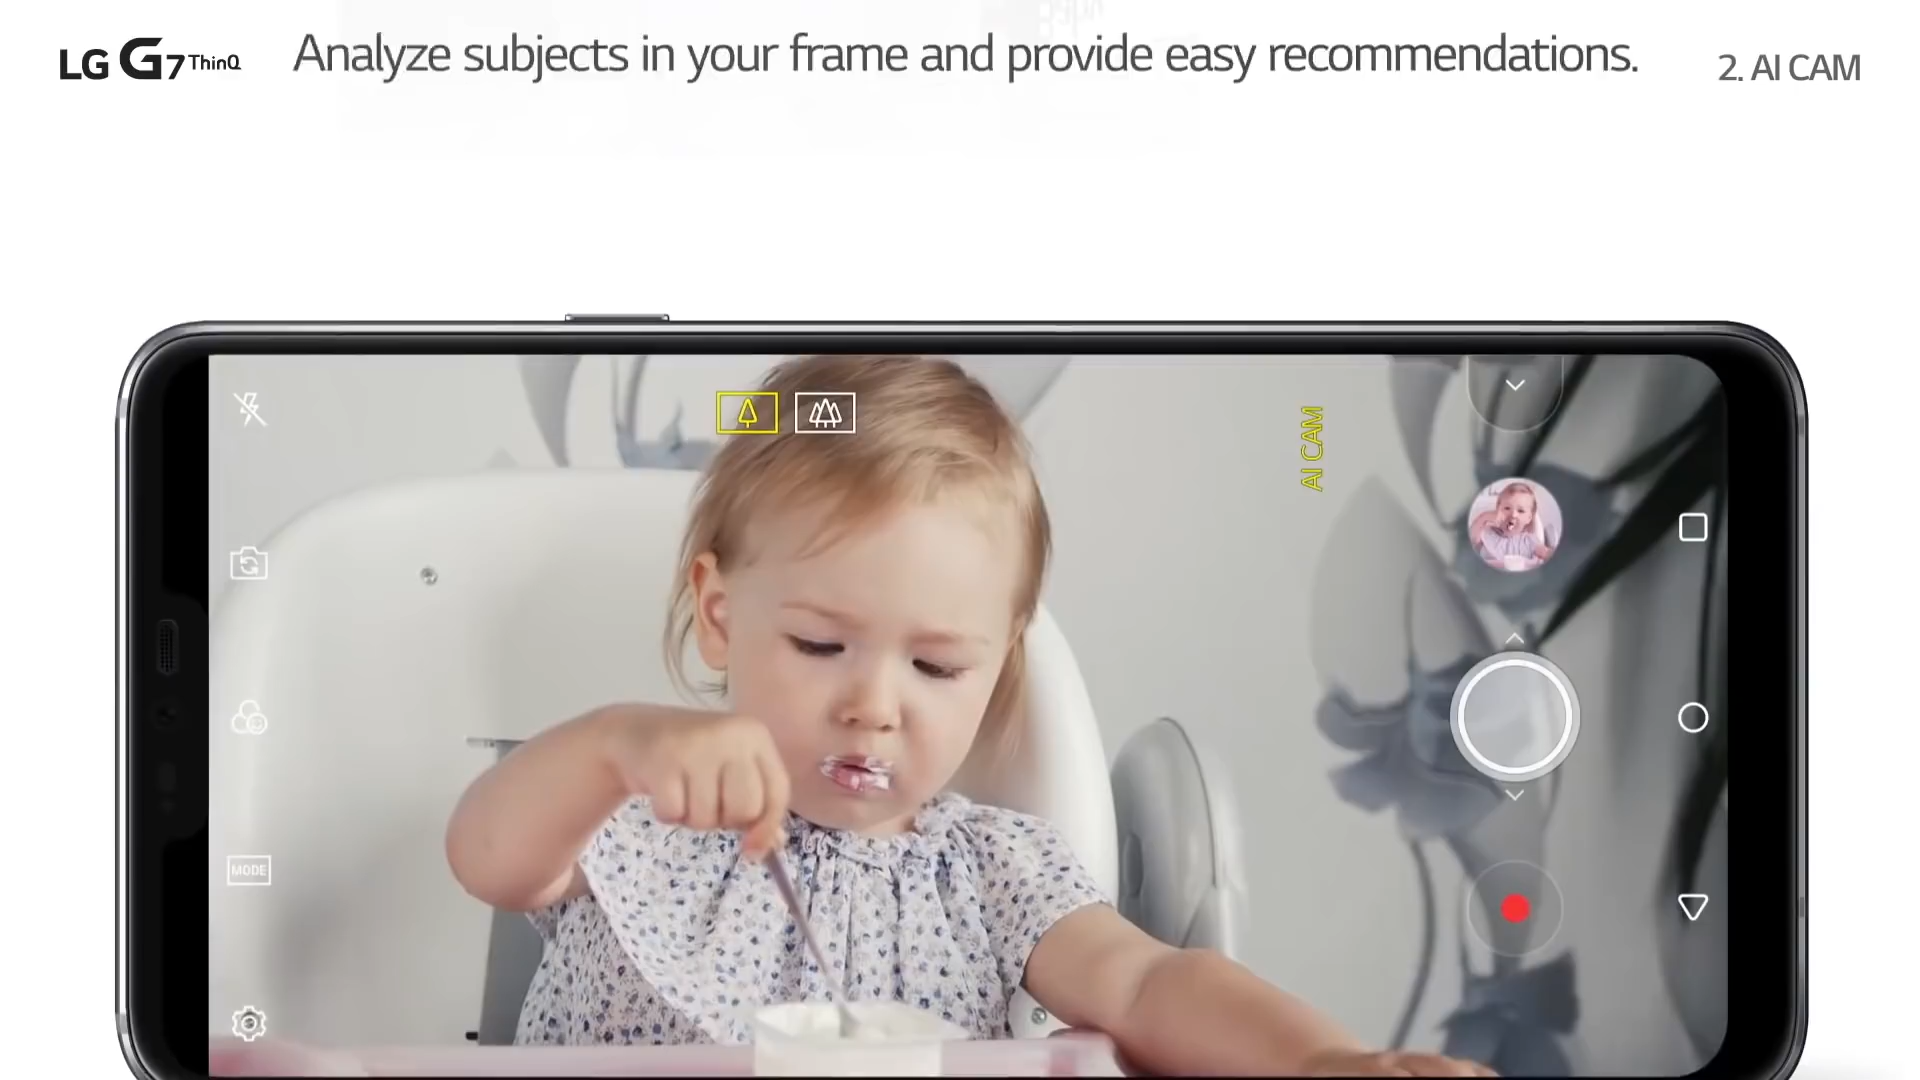 LG G7 ThinQ
Analyze subjects in your frame and provide easy recommendations.
2. AI CAM
AI CAM
MODE